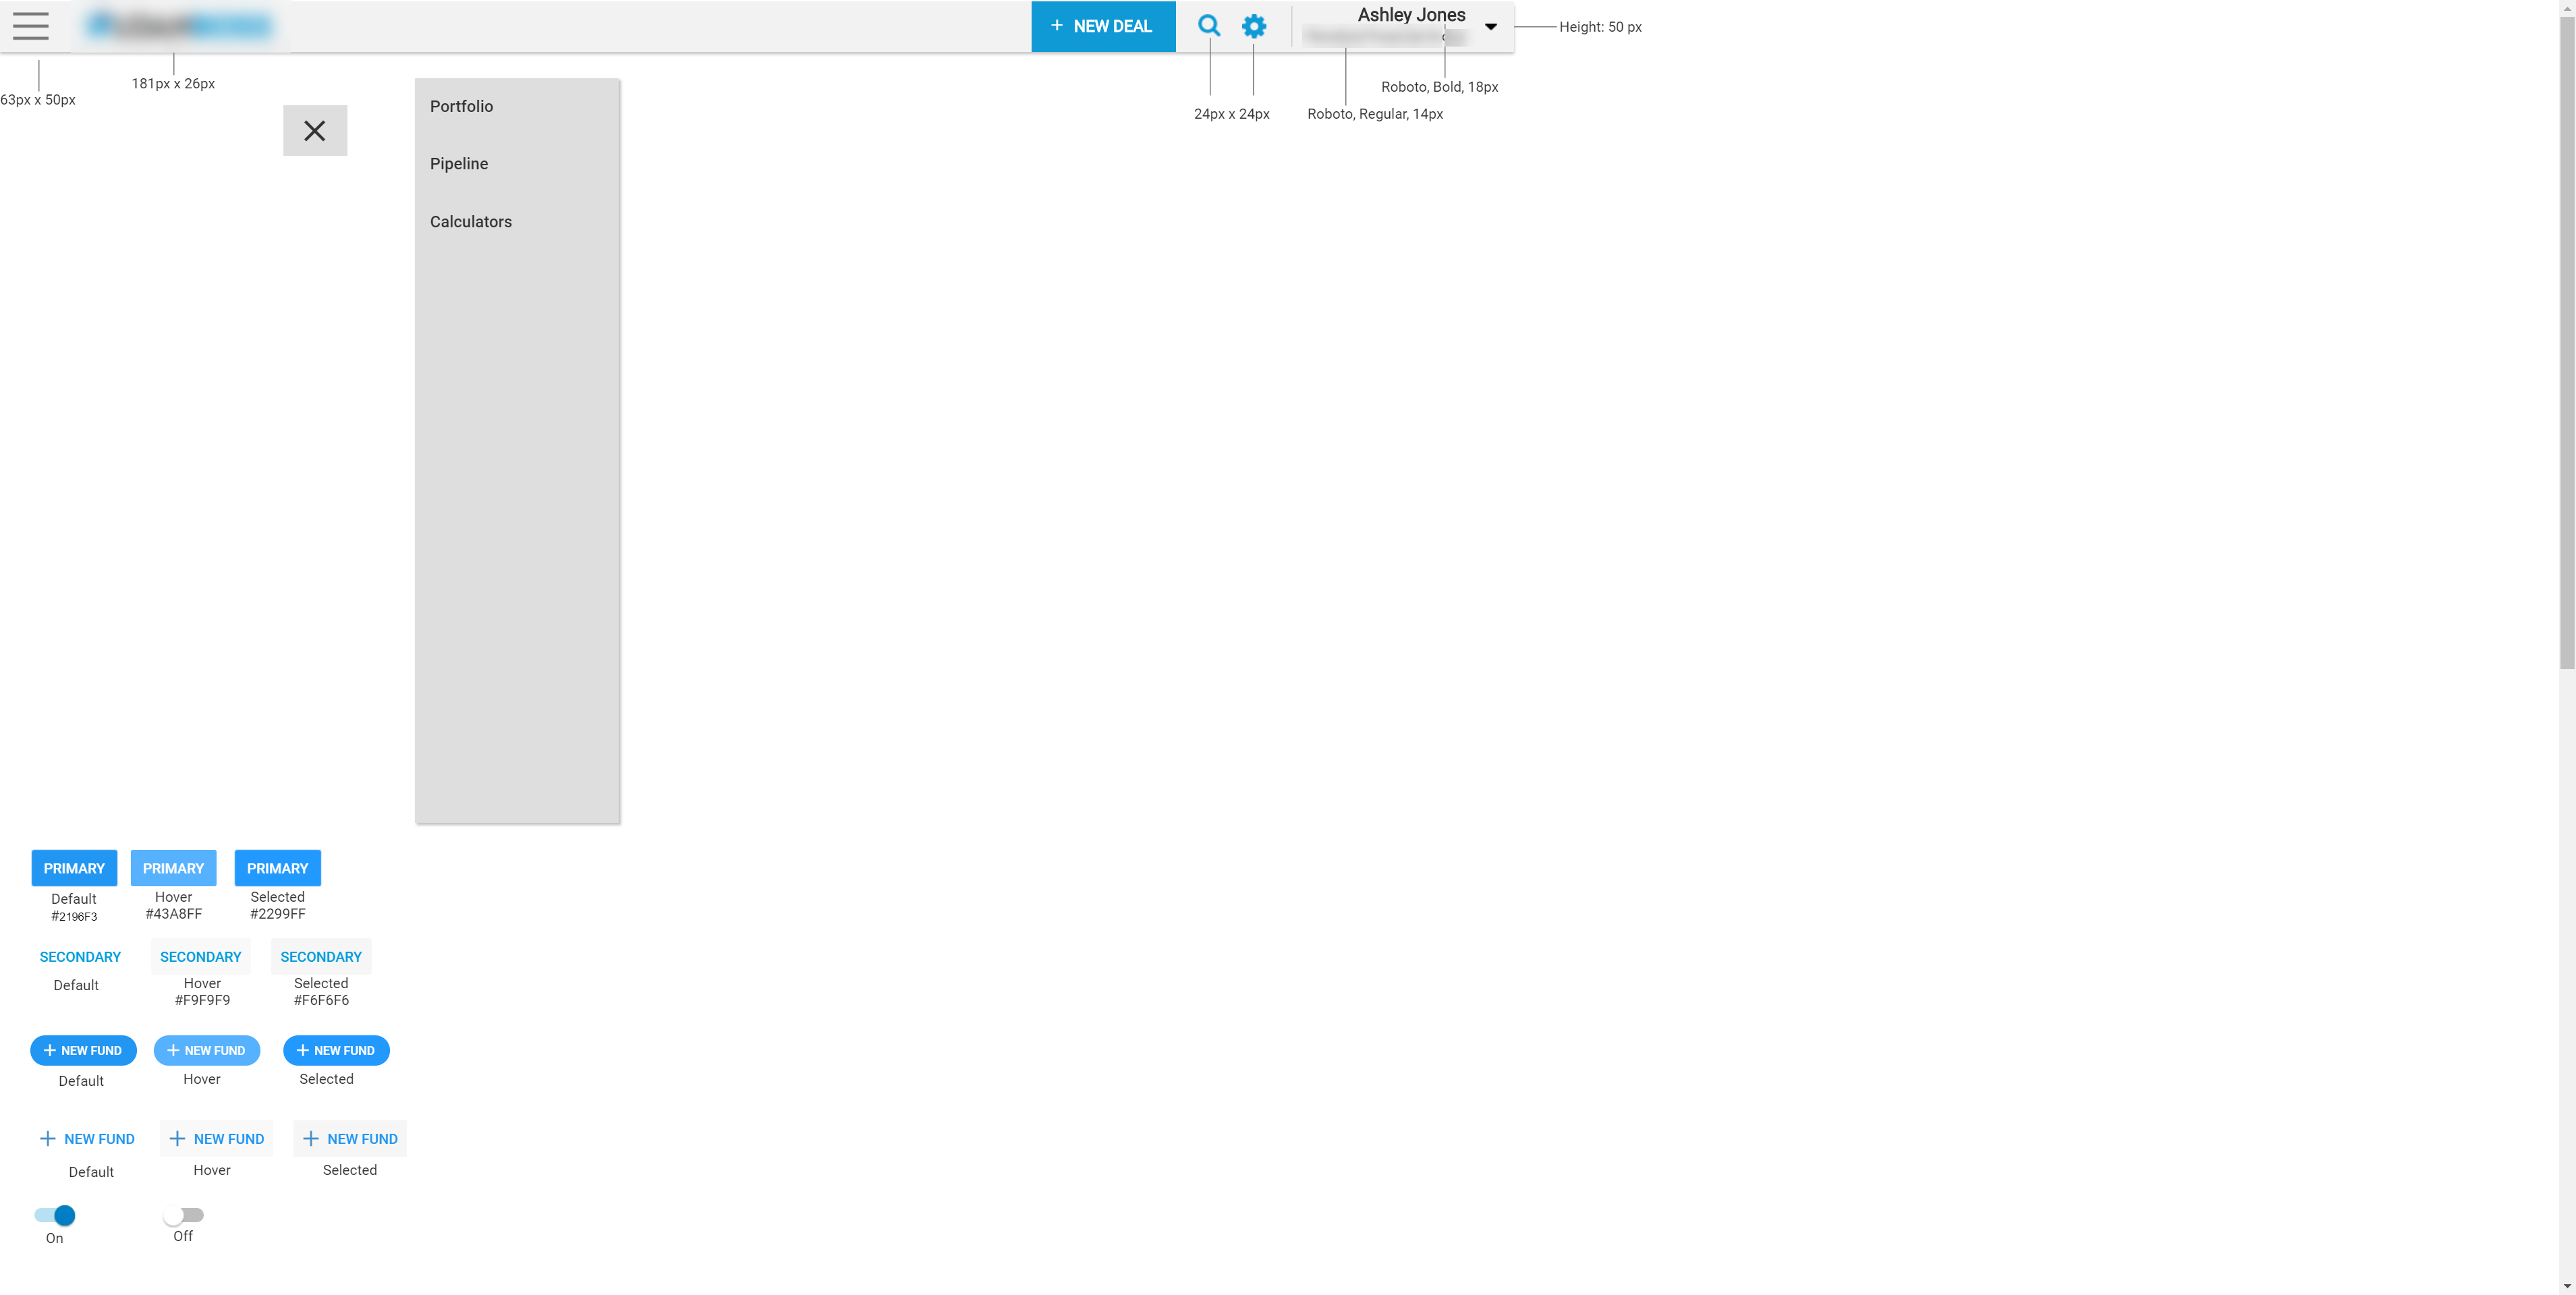 + NEW DEAL
Ashley Jones
Height: 50 px
63px x 50px
181px x 26px
24px x 24px
Roboto, Bold, 18px
Roboto, Regular, 14px
Portfolio
Pipeline
Calculators
PRIMARY PRIMARY PRIMARY
Default Hover Selected
#2196F3 #43A8FF #2299FF
SECONDARY SECONDARY SECONDARY
Default Hover Selected
#F9F9F9 #F6F6F6
+ NEW FUND + NEW FUND + NEW FUND
Default Hover Selected
+ NEW FUND + NEW FUND + NEW FUND
Default Hover Selected
On Off